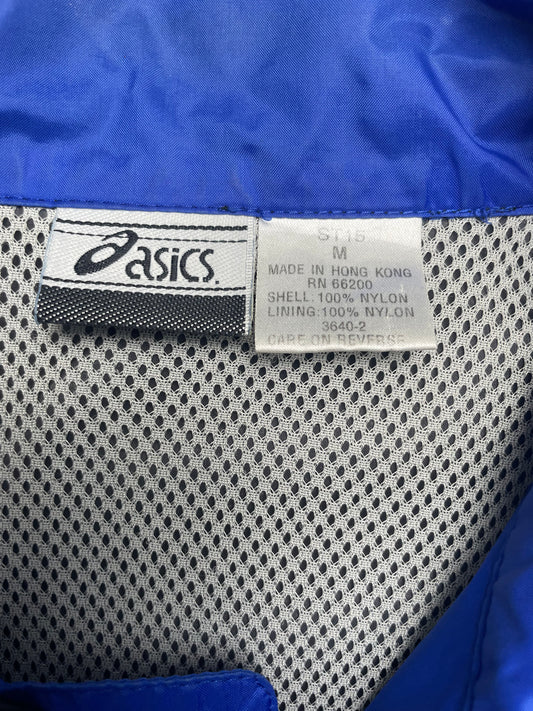 asics
ST15
M
MADE IN HONG KONG
RN 66200
SHELL:100% NYLON
LINING:100% NYLON
3640-2
CARE ON REVERSE